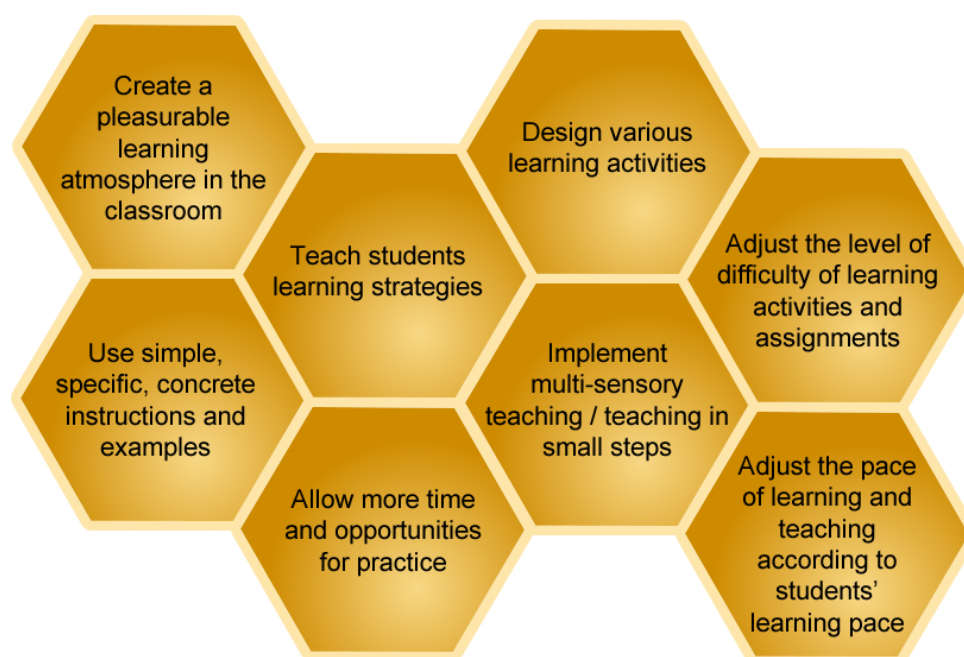 Create a
pleasurable
learning
atmosphere in the
classroom
Design various
learning activities
Teach students
learning strategies
Adjust the level of
difficulty of learning
activities and
assignments
Use simple,
specific, concrete
instructions and
examples
Implement
multi-sensory
teaching / teaching in
small steps
Allow more time
and opportunities
for practice
Adjust the pace
of learning and
teaching
according to
students’
learning pace